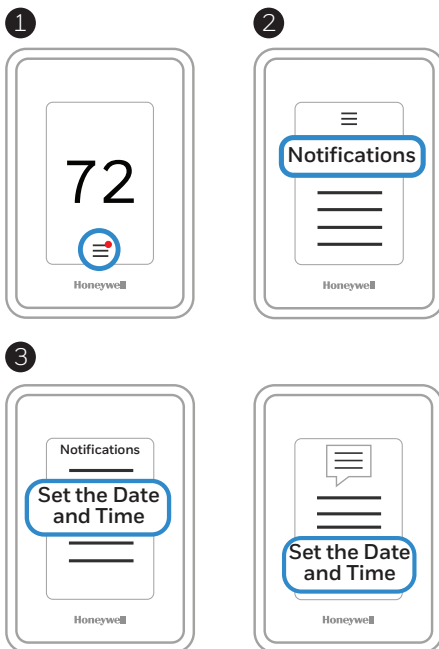 1
2
72
Honeywell
Notifications
Honeywell
3
Notifications
Set the Date
and Time
Honeywell
Set the Date
and Time
Honeywell